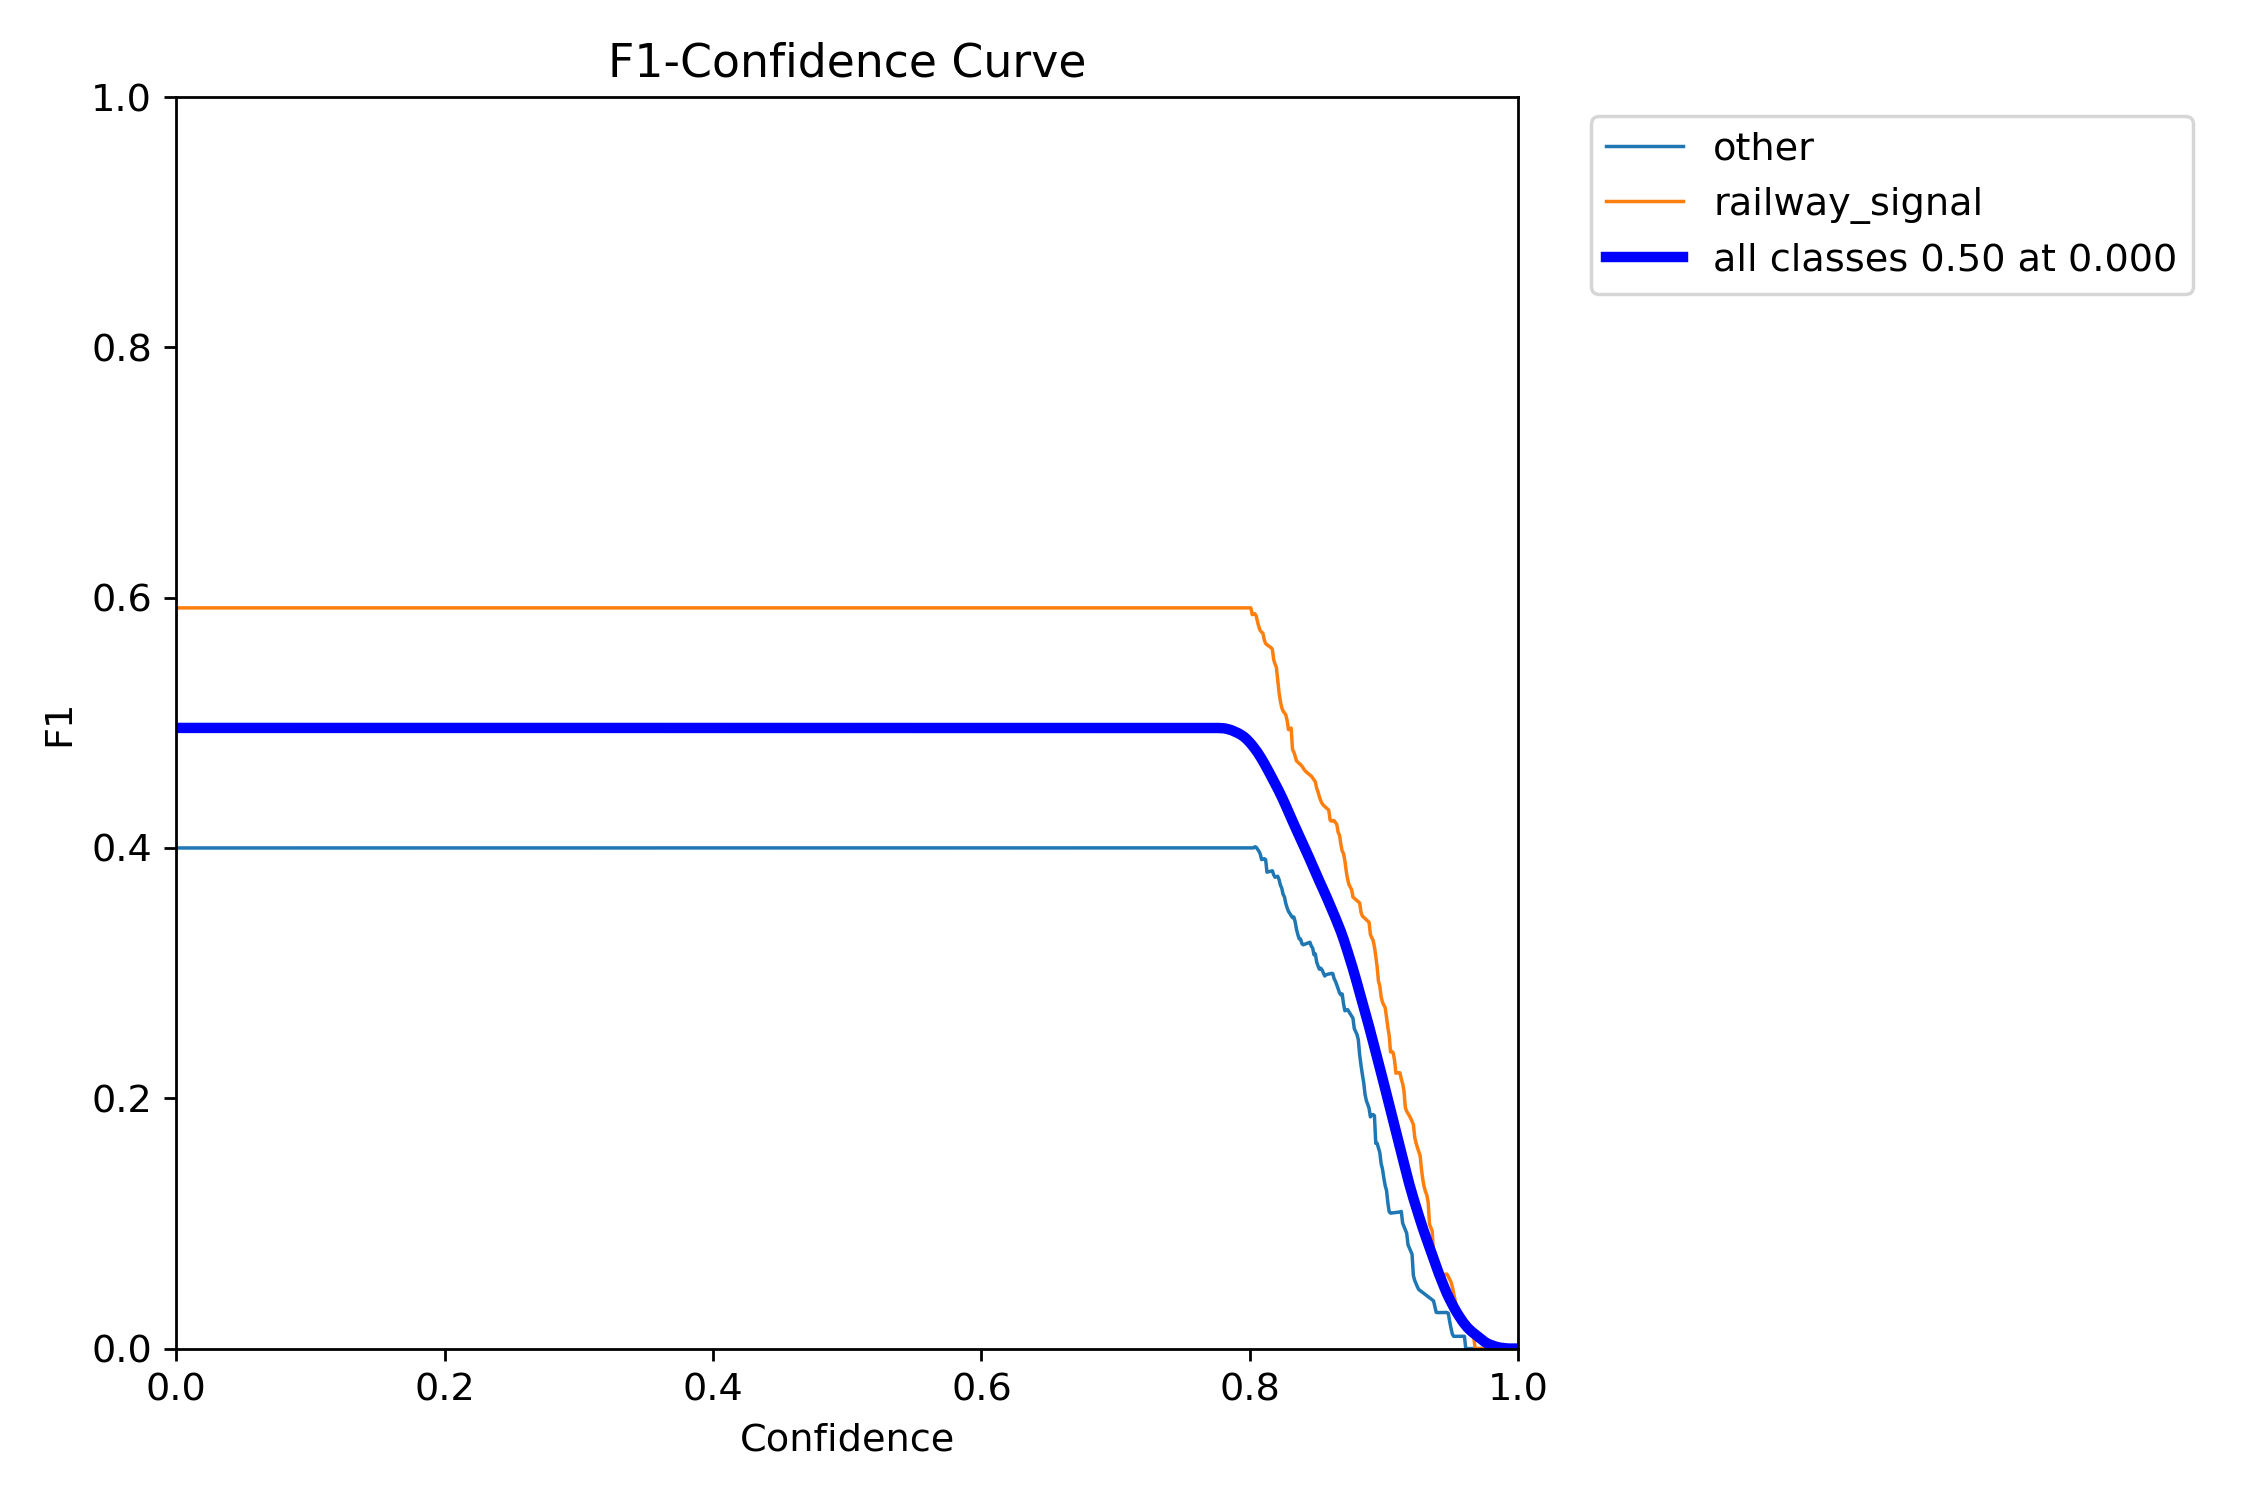 F1-Confidence Curve
1.0
0.8
0.6
0.4
0.2
0.0
F1
0.0 0.2 0.4 0.6 0.8 1.0
Confidence
other
railway_signal
all classes 0.50 at 0.000